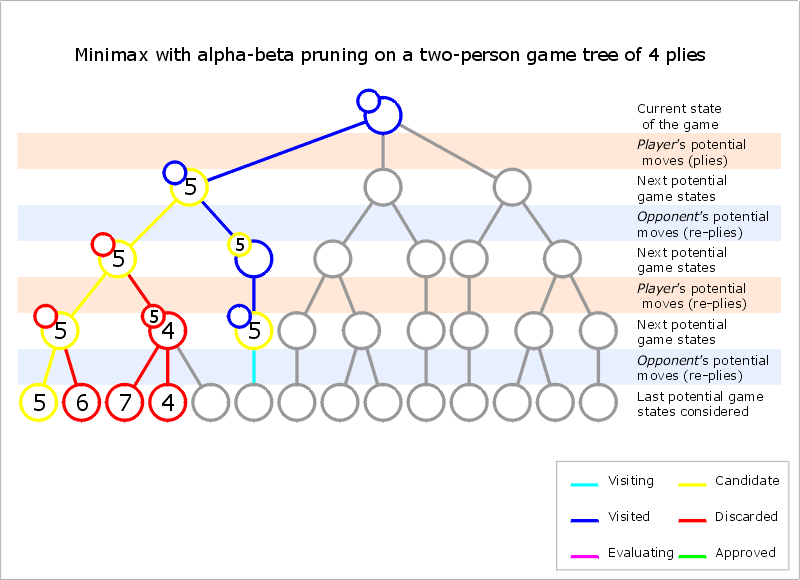 Minimax with alpha-beta pruning on a two-person game tree of 4 plies
Current state
of the game
Player's potential
moves (plies)
5
Next potential
game states
Opponent's potential
moves (re-plies)
5
5
Next potential
game states
Player's potential
moves (re-plies)
5
5
4
5
Next potential
game states
Opponent's potential
moves (re-plies)
5
6
7
4
Last potential game
states considered
Visiting
Candidate
Visited
Discarded
Evaluating
Approved